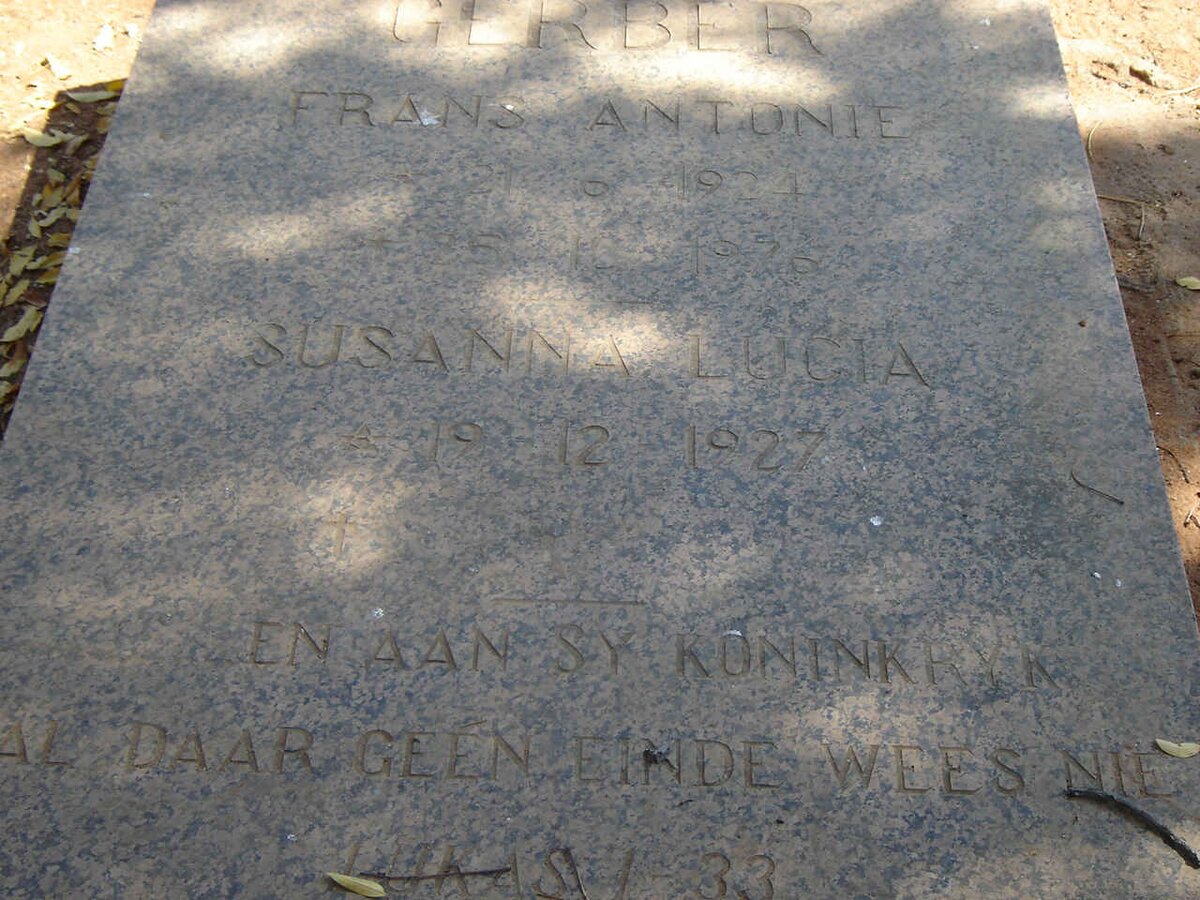 GERBER
FRANS ANTONIE
21 6 1924
† 25 10 1976
SUSANNA LUCIA
19 - 12 - 1927
†
EN AAN SY KONINKRYK
AL DAAR GEÉN EINDE WEES NIE
LUKAS 1 - 33